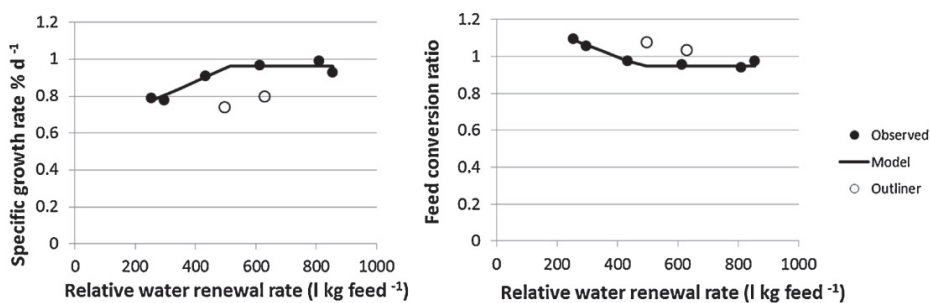 Specific growth rate % d -1
1.2
1
0.8
0.6
0.4
0.2
0
0 200 400 600 800 1000
Relative water renewal rate (l kg feed -1)
Feed conversion ratio
1.2
1
0.8
0.6
0.4
0.2
0
0 200 400 600 800 1000
Relative water renewal rate (l kg feed -1)
Observed
Model
Outliner